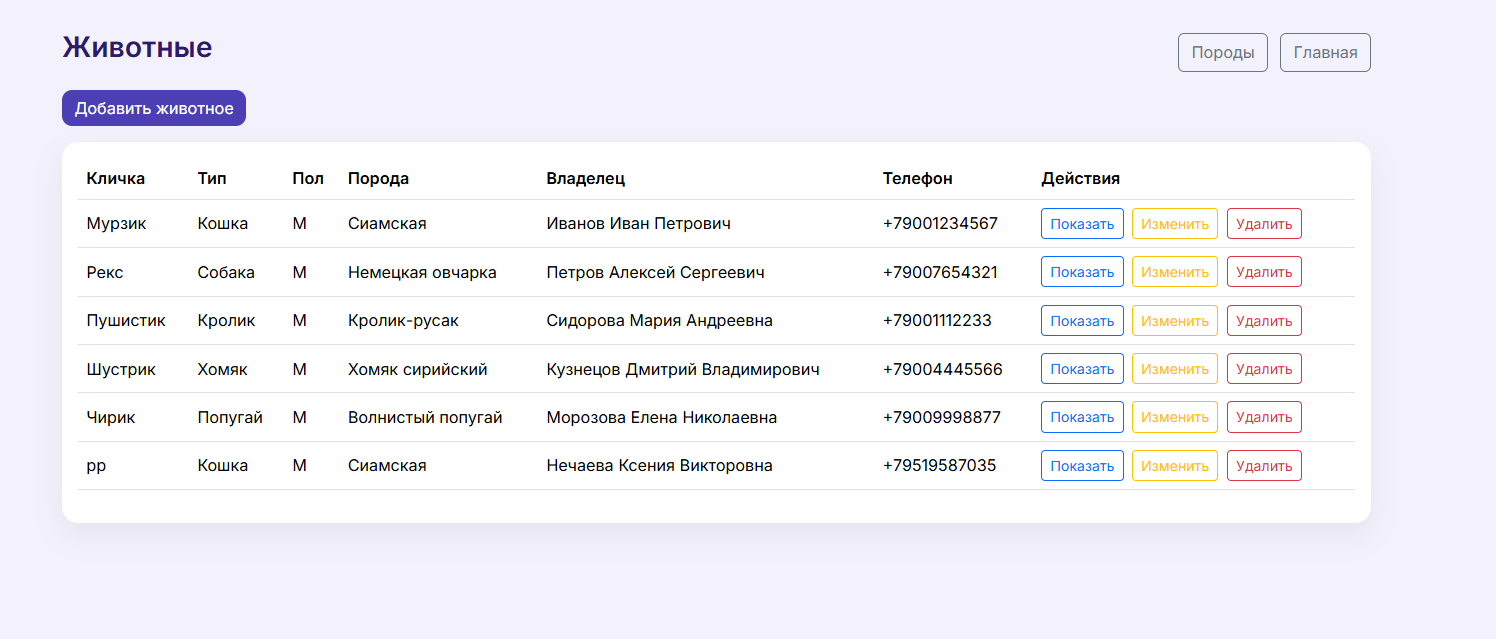 Животные
Породы Главная
Добавить животное
Кличка Тип Пол Порода Владелец Телефон Действия
Мурзик Кошка М Сиамская Иванов Иван Петрович +79001234567 Показать Изменить Удалить
Рекс Собака М Немецкая овчарка Петров Алексей Сергеевич +79007654321 Показать Изменить Удалить
Пушистик Кролик М Кролик-русак Сидорова Мария Андреевна +79001112233 Показать Изменить Удалить
Шустрик Хомяк М Хомяк сирийский Кузнецов Дмитрий Владимирович +79004445566 Показать Изменить Удалить
Чирик Попугай М Волнистый попугай Морозова Елена Николаевна +79009998877 Показать Изменить Удалить
рр Кошка М Сиамская Нечаева Ксения Викторовна +79519587035 Показать Изменить Удалить